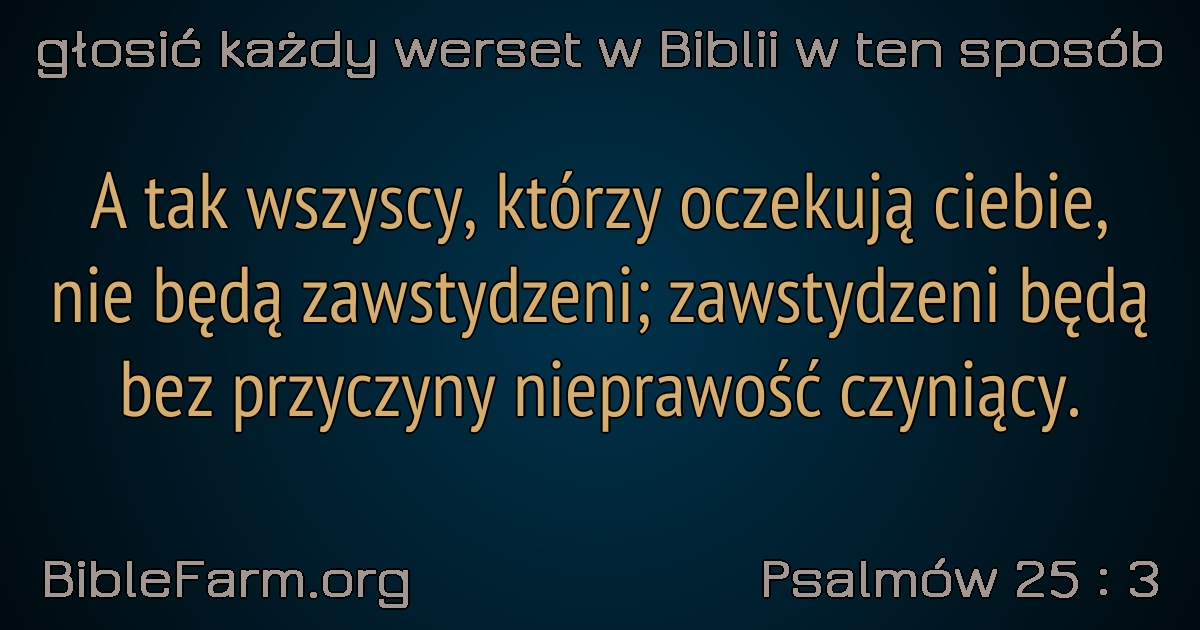 głosić każdy werset w Biblii w ten sposób
A tak wszyscy, którzy oczekują ciebie,
nie będą zawstydzeni; zawstydzeni będą
bez przyczyny nieprawość czyniący.
BibleFarm.org
Psalmów 25 : 3